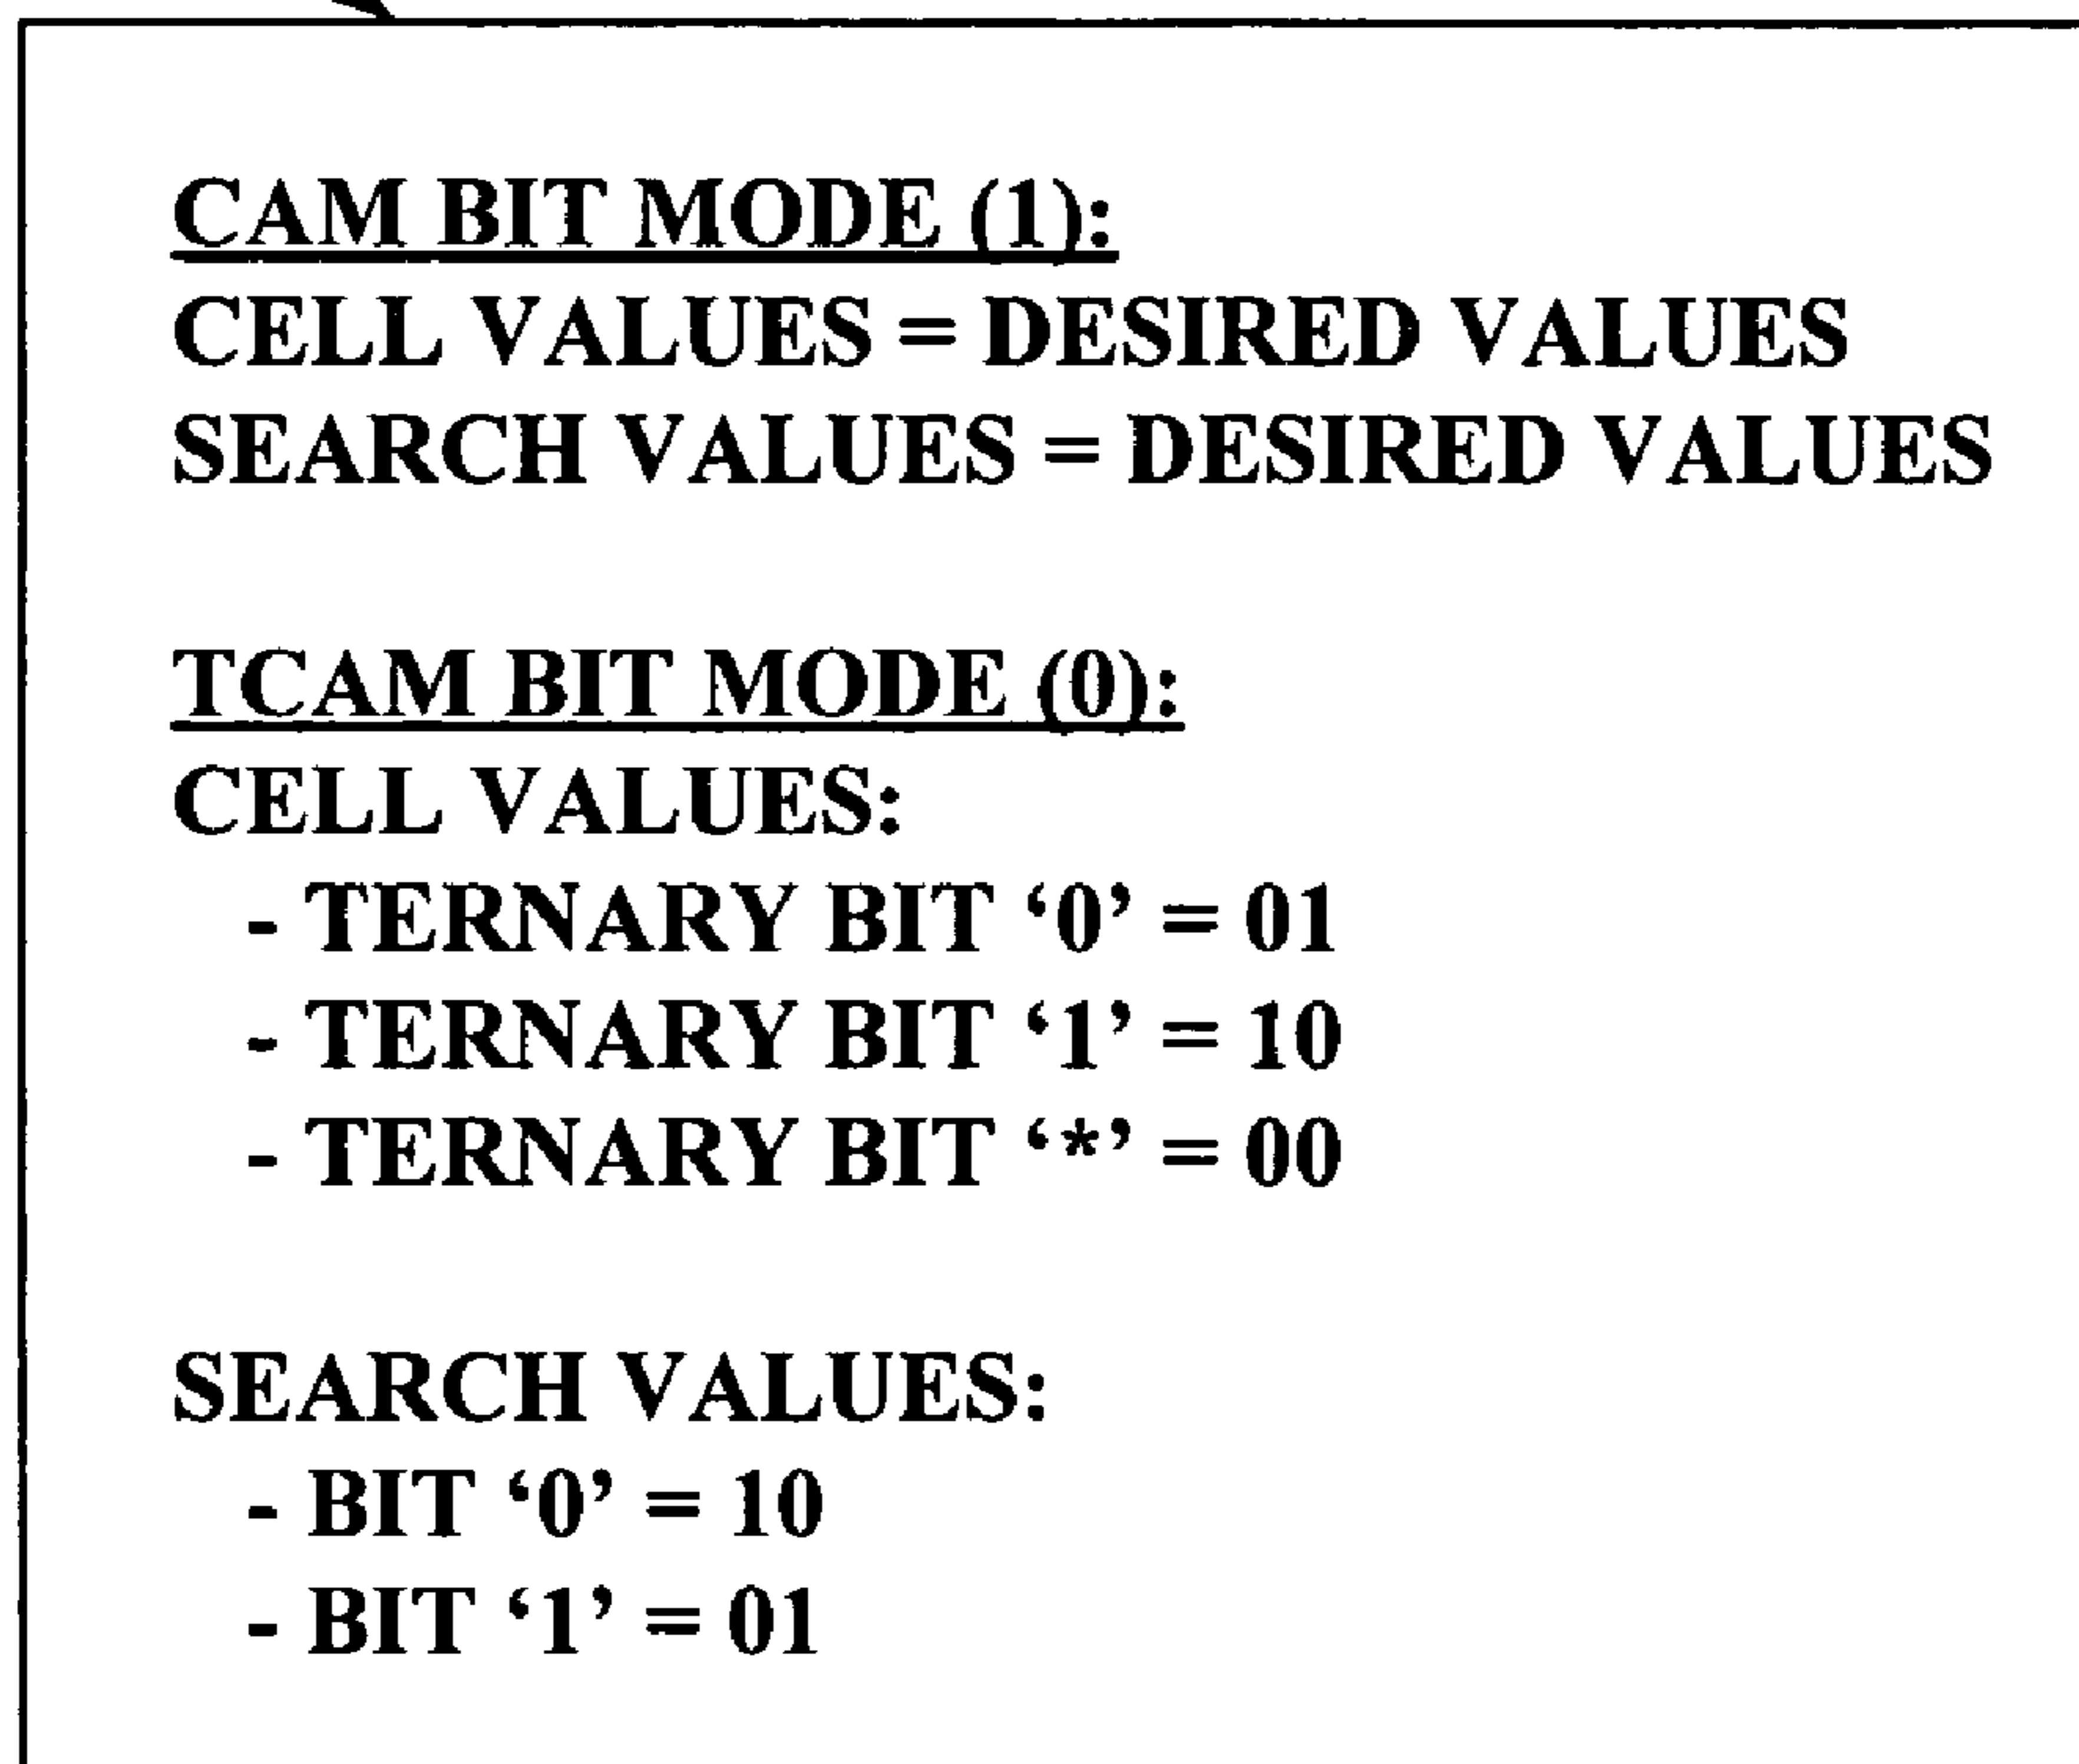 CAM BIT MODE (1):
CELL VALUES = DESIRED VALUES
SEARCH VALUES = DESIRED VALUES
TCAM BIT MODE (0):
CELL VALUES:
- TERNARY BIT ‘0’ = 01
- TERNARY BIT ‘1’ = 10
- TERNARY BIT ‘*’ = 00
SEARCH VALUES:
- BIT ‘0’ = 10
- BIT ‘1’ = 01